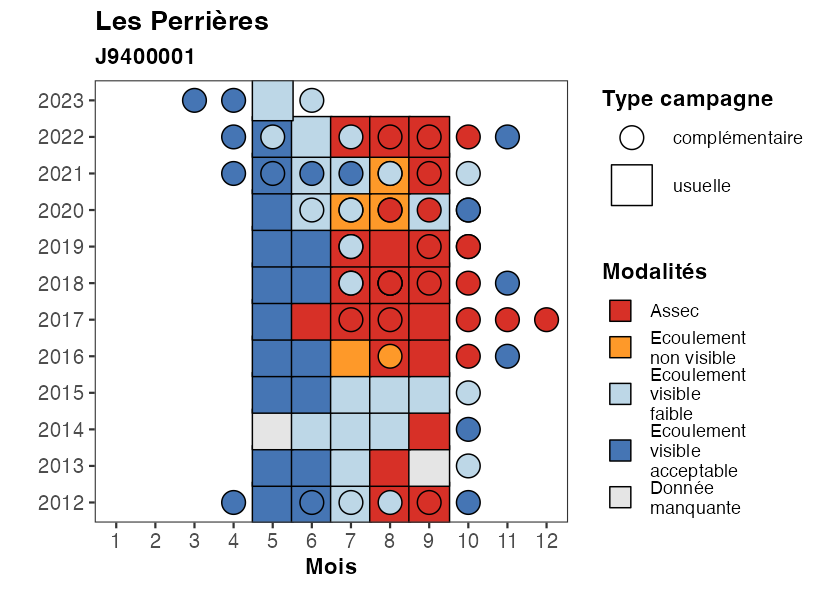 Les Perrières
J9400001
2023
2022
2021
2020
2019
2018
2017
2016
2015
2014
2013
2012
1 2 3 4 5 6 7 8 9 10 11 12
Mois
Type campagne
complémentaire
usuelle
Modalités
Assec
Ecoulement
non visible
Ecoulement
visible
faible
Ecoulement
visible
acceptable
Donnée
manquante